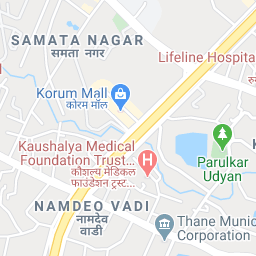 SAMATA NAGAR
समता नगर
Lifeline Hospita
Korum Mall
कोरम मॉल
Kaushalya Medical
Foundation Trust...
कौशल्य मेडिकल
फाउंडेशन ट्रस्ट...
Parulkar
Udyan
NAMDEO VADI
नामदेव
वाडी
Thane Munic
Corporation